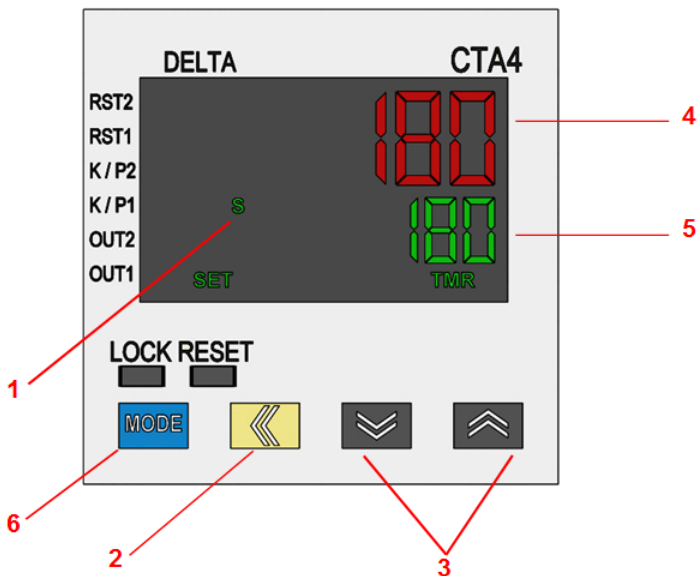 DELTA CTA4
RST2 180 4
RST1
K / P2
K / P1 S 180 5
OUT2
OUT1 SET TMR
LOCK RESET
1
MODE
6
2
3